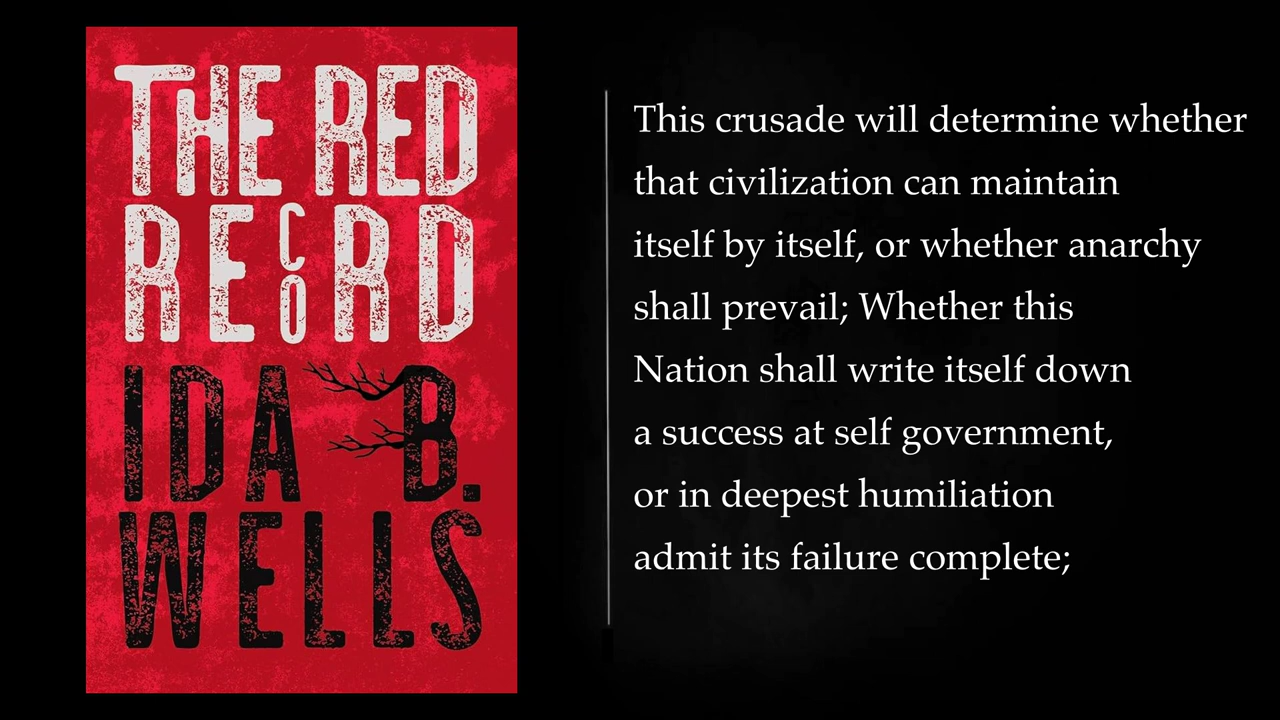 THE RED
RECORD
IDA B.
WELLS
This crusade will determine whether
that civilization can maintain
itself by itself, or whether anarchy
shall prevail; Whether this
Nation shall write itself down
a success at self government,
or in deepest humiliation
admit its failure complete;